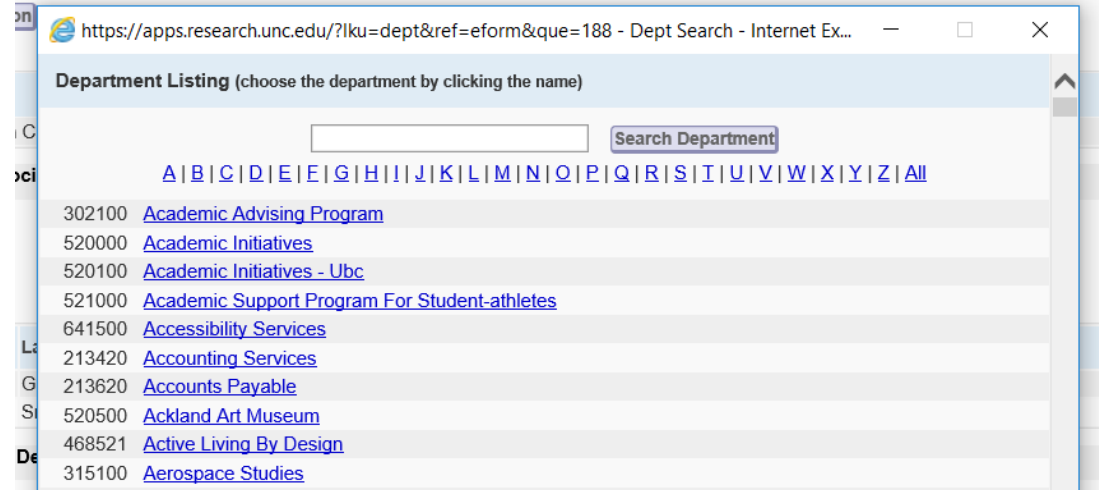 on
https://apps.research.unc.edu/?lku=dept&ref=eform&que=188 - Dept Search - Internet Ex...
Department Listing (choose the department by clicking the name)
Search Department
A | B | C | D | E | F | G | H | I | J | K | L | M | N | O | P | Q | R | S | T | U | V | W | X | Y | Z | All
302100 Academic Advising Program
520000 Academic Initiatives
520100 Academic Initiatives - Ubc
521000 Academic Support Program For Student-athletes
641500 Accessibility Services
213420 Accounting Services
213620 Accounts Payable
520500 Ackland Art Museum
468521 Active Living By Design
315100 Aerospace Studies